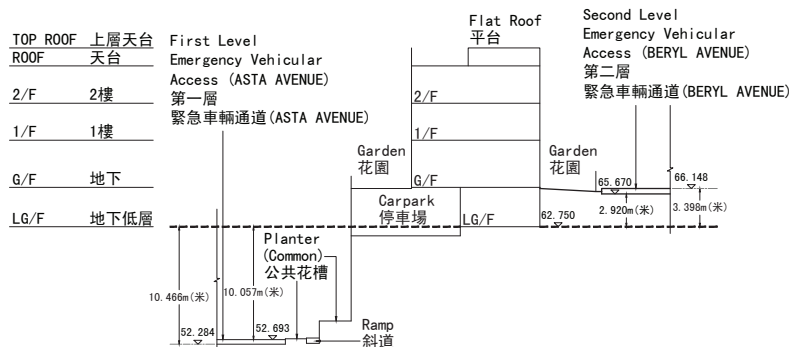 TOP ROOF 上層天台
ROOF 天台
2/F 2樓
1/F 1樓
G/F 地下
LG/F 地下低層
First Level
Emergency Vehicular
Access (ASTA AVENUE)
第一層
緊急車輛通道(ASTA AVENUE)
Flat Roof
平台
Second Level
Emergency Vehicular
Access (BERYL AVENUE)
第二層
緊急車輛通道(BERYL AVENUE)
2/F
1/F
G/F
LG/F
Garden
花園
Garden
花園
Carpark
停車場
65.670
66.148
62.750
2.920m(米)
3.398m(米)
Planter
(Common)
公共花槽
10.466m(米)
10.057m(米)
52.284
52.693
Ramp
斜道